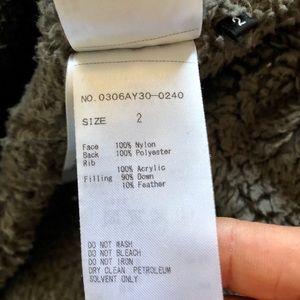 2
NO. 0306AY30-0240
SIZE 2
Face 100% Nylon
Back 100% Polyester
Rib
100% Acrylic
Filling 90% Down
10% Feather
DO NOT WASH
DO NOT BLEACH
DO NOT IRON
DRY CLEAN PETROLEUM
SOLVENT ONLY